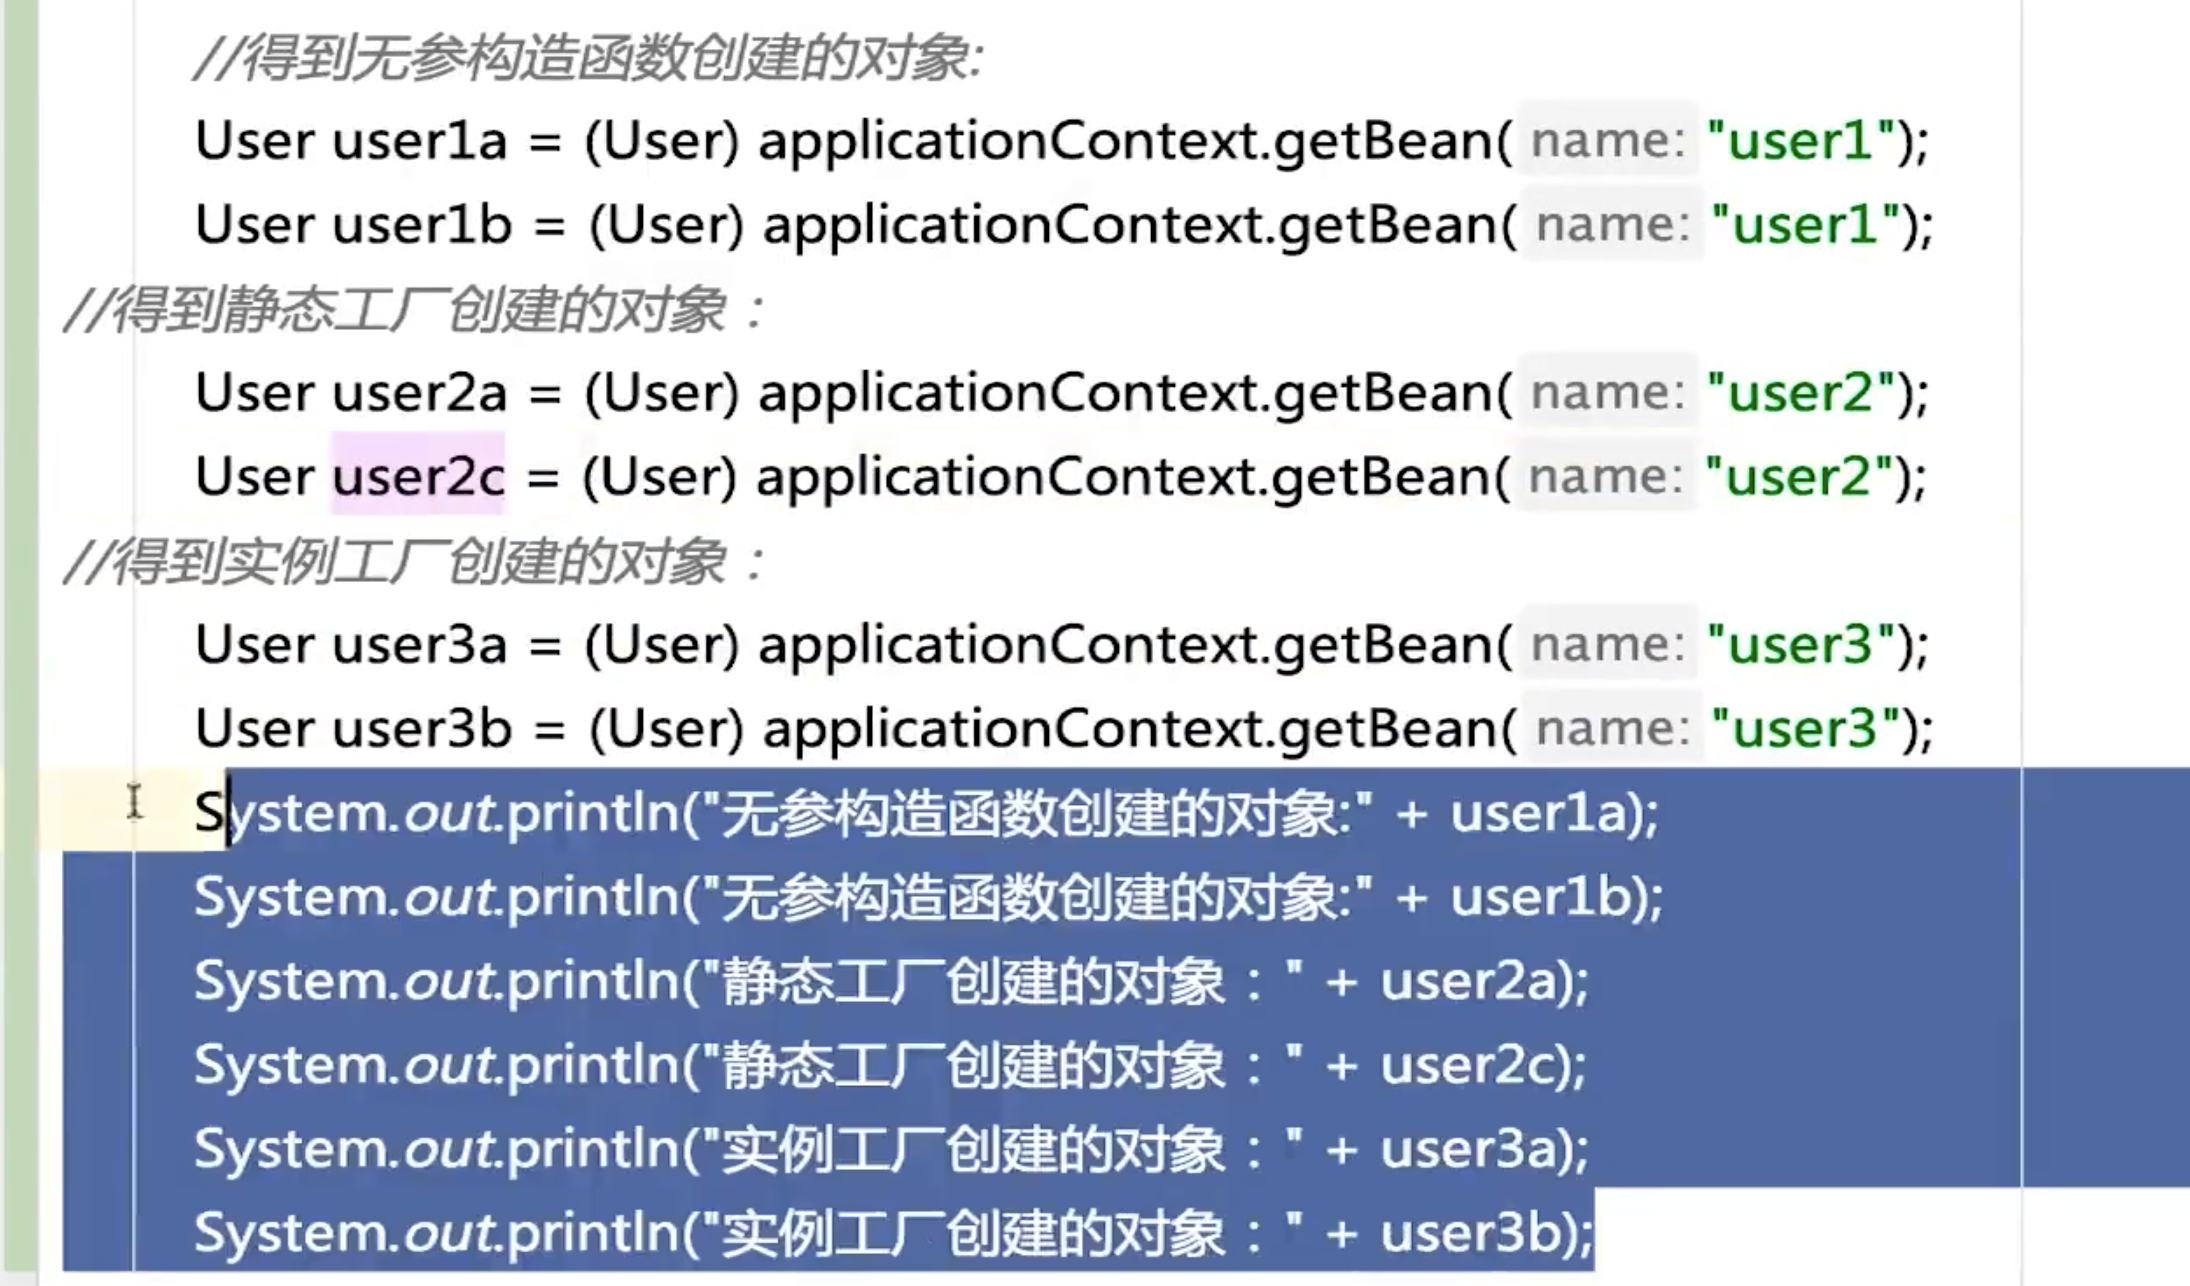 //得到无参构造函数创建的对象:
User user1a = (User) applicationContext.getBean( name: "user1");
User user1b = (User) applicationContext.getBean( name: "user1");
//得到静态工厂创建的对象：
User user2a = (User) applicationContext.getBean( name: "user2");
User user2c = (User) applicationContext.getBean( name: "user2");
//得到实例工厂创建的对象：
User user3a = (User) applicationContext.getBean( name: "user3");
User user3b = (User) applicationContext.getBean( name: "user3");
System.out.println("无参构造函数创建的对象:" + user1a);
System.out.println("无参构造函数创建的对象:" + user1b);
System.out.println("静态工厂创建的对象：" + user2a);
System.out.println("静态工厂创建的对象：" + user2c);
System.out.println("实例工厂创建的对象：" + user3a);
System.out.println("实例工厂创建的对象：" + user3b);